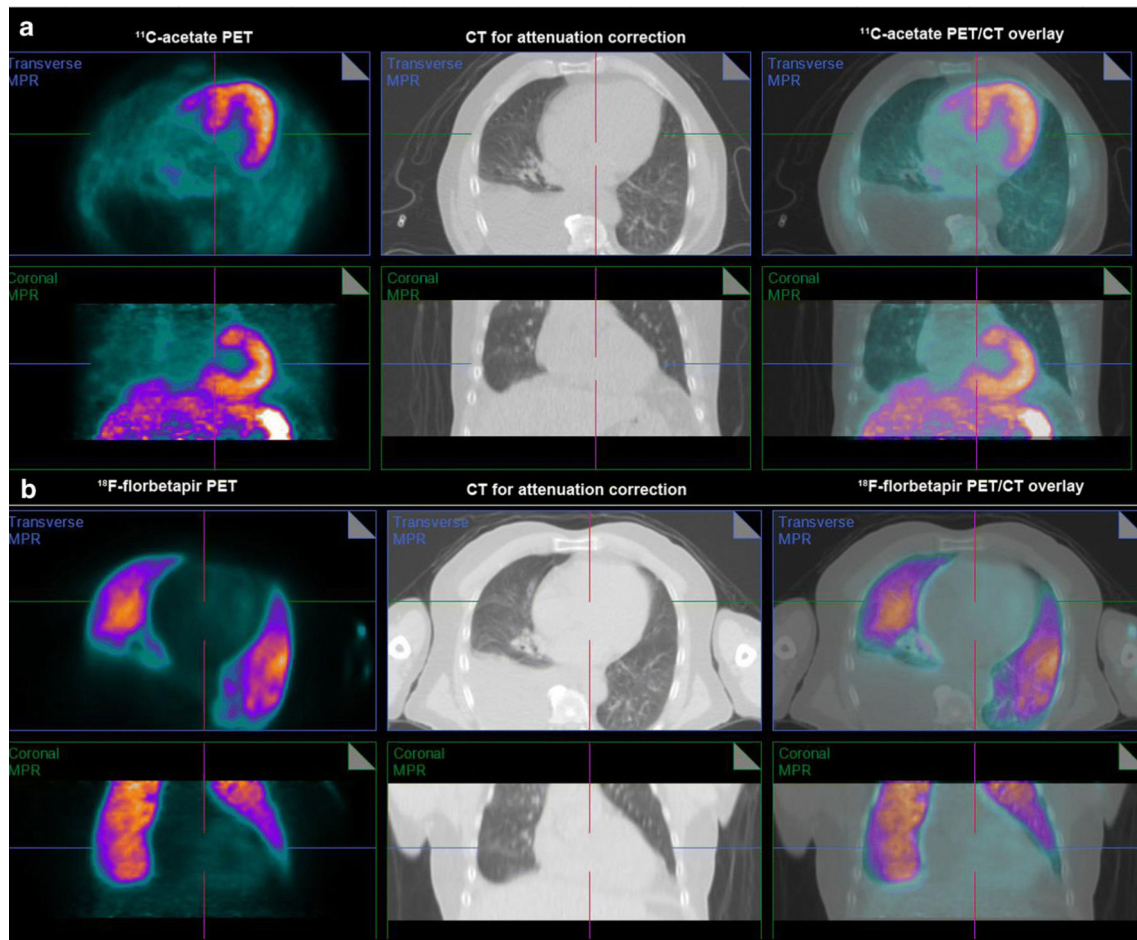 a
¹¹C-acetate PET
CT for attenuation correction
¹¹C-acetate PET/CT overlay
Transverse
MPR
Transverse
MPR
Transverse
MPR
Coronal
MPR
Coronal
MPR
Coronal
MPR
b
¹⁸F-florbetapir PET
CT for attenuation correction
¹⁸F-florbetapir PET/CT overlay
Transverse
MPR
Transverse
MPR
Transverse
MPR
Coronal
MPR
Coronal
MPR
Coronal
MPR